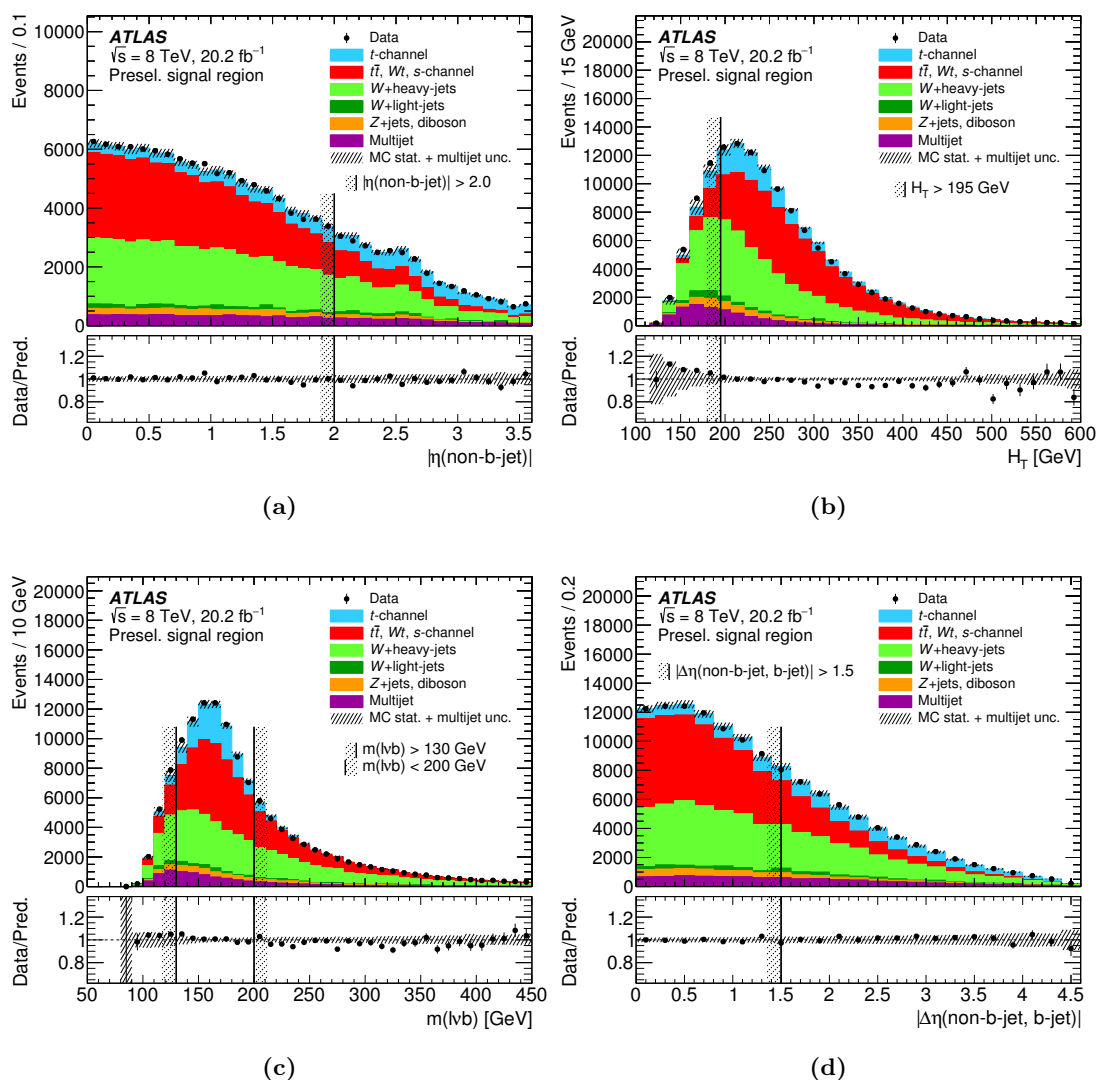 ATLAS
√s = 8 TeV, 20.2 fb⁻¹
Presel. signal region
Data
t-channel
tt̄, Wt, s-channel
W+heavy-jets
W+light-jets
Z+jets, diboson
Multijet
MC stat. + multijet unc.
|η(non-b-jet)| > 2.0
Events / 0.1
10000
8000
6000
4000
2000
0
Data/Pred.
1.2
1
0.8
0 0.5 1 1.5 2 2.5 3 3.5
|η(non-b-jet)|
(a)
ATLAS
√s = 8 TeV, 20.2 fb⁻¹
Presel. signal region
Data
t-channel
tt̄, Wt, s-channel
W+heavy-jets
W+light-jets
Z+jets, diboson
Multijet
MC stat. + multijet unc.
H_T > 195 GeV
Events / 15 GeV
20000
18000
16000
14000
12000
10000
8000
6000
4000
2000
0
Data/Pred.
1.2
1
0.8
100 150 200 250 300 350 400 450 500 550 600
H_T [GeV]
(b)
ATLAS
√s = 8 TeV, 20.2 fb⁻¹
Presel. signal region
Data
t-channel
tt̄, Wt, s-channel
W+heavy-jets
W+light-jets
Z+jets, diboson
Multijet
MC stat. + multijet unc.
m(lνb) > 130 GeV
m(lνb) < 200 GeV
Events / 10 GeV
20000
18000
16000
14000
12000
10000
8000
6000
4000
2000
0
Data/Pred.
1.2
1
0.8
50 100 150 200 250 300 350 400 450
m(lνb) [GeV]
(c)
ATLAS
√s = 8 TeV, 20.2 fb⁻¹
Presel. signal region
|Δη(non-b-jet, b-jet)| > 1.5
Data
t-channel
tt̄, Wt, s-channel
W+heavy-jets
W+light-jets
Z+jets, diboson
Multijet
MC stat. + multijet unc.
Events / 0.2
20000
18000
16000
14000
12000
10000
8000
6000
4000
2000
0
Data/Pred.
1.2
1
0.8
0 0.5 1 1.5 2 2.5 3 3.5 4 4.5
|Δη(non-b-jet, b-jet)|
(d)